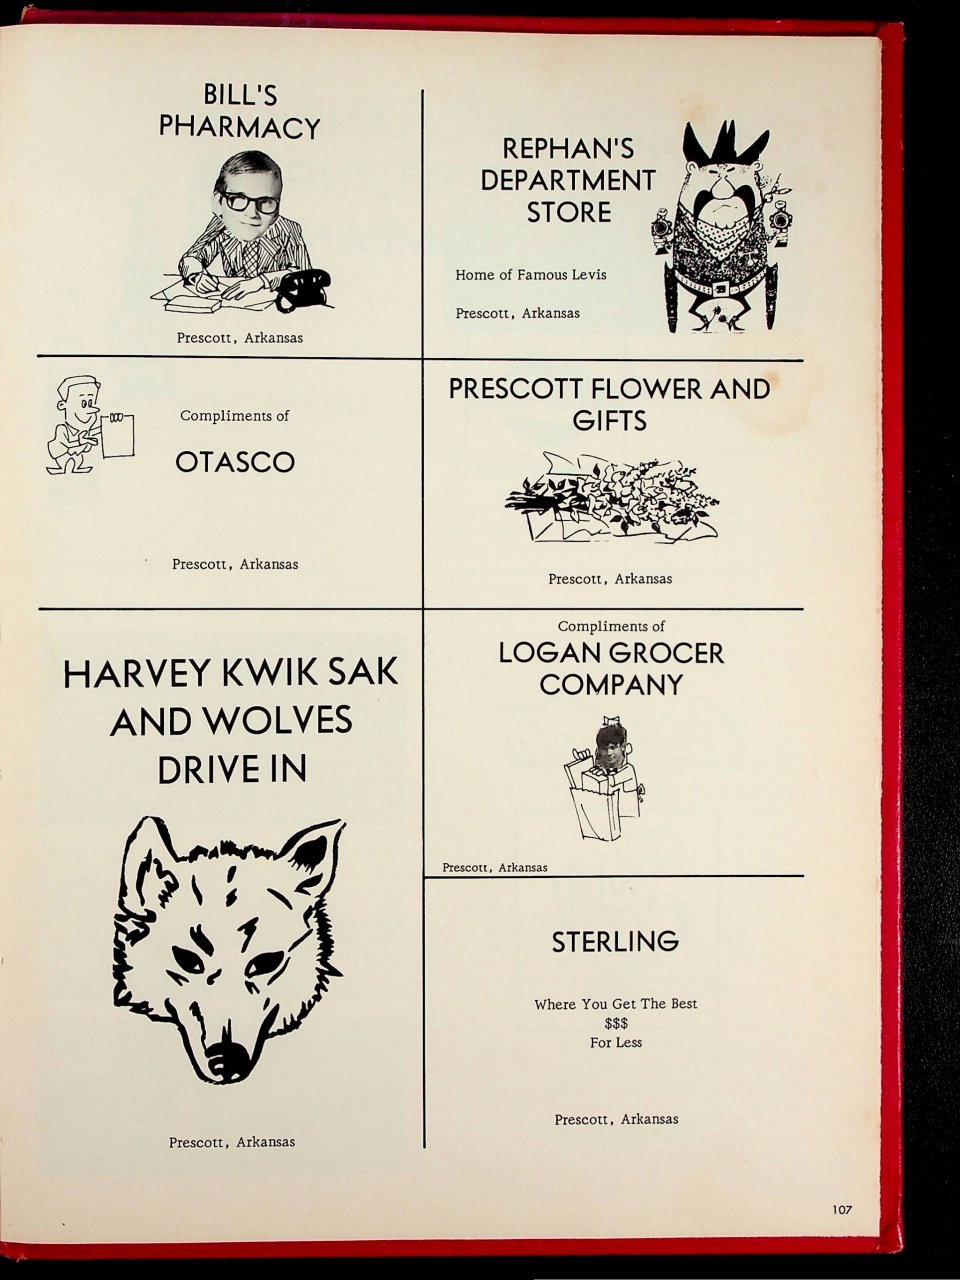 BILL'S
PHARMACY
Prescott, Arkansas
REPHAN'S
DEPARTMENT
STORE
Home of Famous Levis
Prescott, Arkansas
Compliments of
OTASCO
Prescott, Arkansas
PRESCOTT FLOWER AND
GIFTS
Prescott, Arkansas
HARVEY KWIK SAK
AND WOLVES
DRIVE IN
Prescott, Arkansas
Compliments of
LOGAN GROCER
COMPANY
Prescott, Arkansas
STERLING
Where You Get The Best
$$$
For Less
Prescott, Arkansas
107